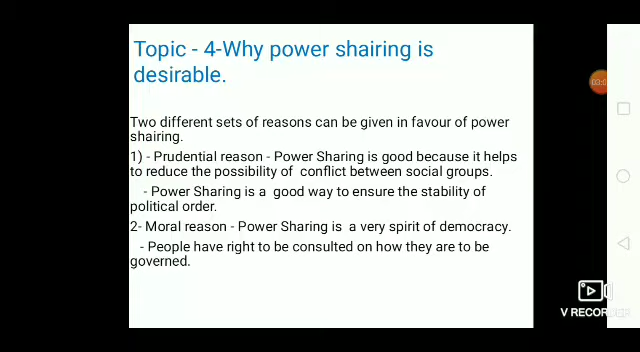 Topic - 4-Why power shairing is
desirable.
Two different sets of reasons can be given in favour of power
shairing.
1) - Prudential reason - Power Sharing is good because it helps
to reduce the possibility of conflict between social groups.
- Power Sharing is a good way to ensure the stability of
political order.
2- Moral reason - Power Sharing is a very spirit of democracy.
- People have right to be consulted on how they are to be
governed.
V RECORDER